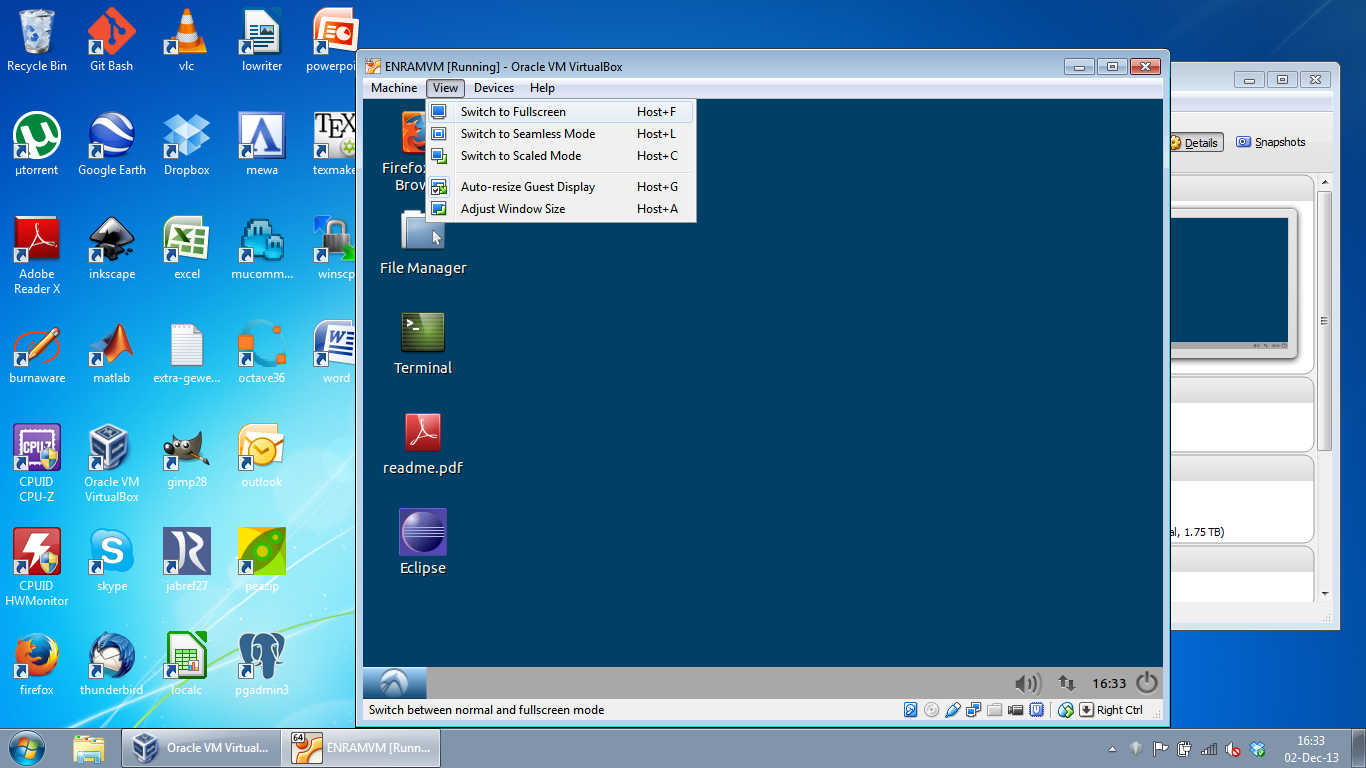 Recycle Bin
Git Bash
vlc
lowriter
powerpoi
µtorrent
Google Earth
Dropbox
mewa
TEX
texmake
Adobe
Reader X
inkscape
excel
mucomm...
winscp
burnaware
matlab
extra-gewe...
octave36
word
CPU-Z
CPUID
CPU-Z
Oracle VM
VirtualBox
gimp28
outlook
CPUID
HWMonitor
skype
jabref27
peazip
firefox
thunderbird
localc
pgadmin3
ENRAMVM [Running] - Oracle VM VirtualBox
Machine View Devices Help
Switch to Fullscreen Host+F
Switch to Seamless Mode Host+L
Switch to Scaled Mode Host+C
Auto-resize Guest Display Host+G
Adjust Window Size Host+A
Firefox
Brow
File Manager
Terminal
readme.pdf
Eclipse
16:33
Switch between normal and fullscreen mode
Right Ctrl
Details
Snapshots
al, 1.75 TB)
Oracle VM Virtual...
64
ENRAMVM [Runn...
16:33
02-Dec-13